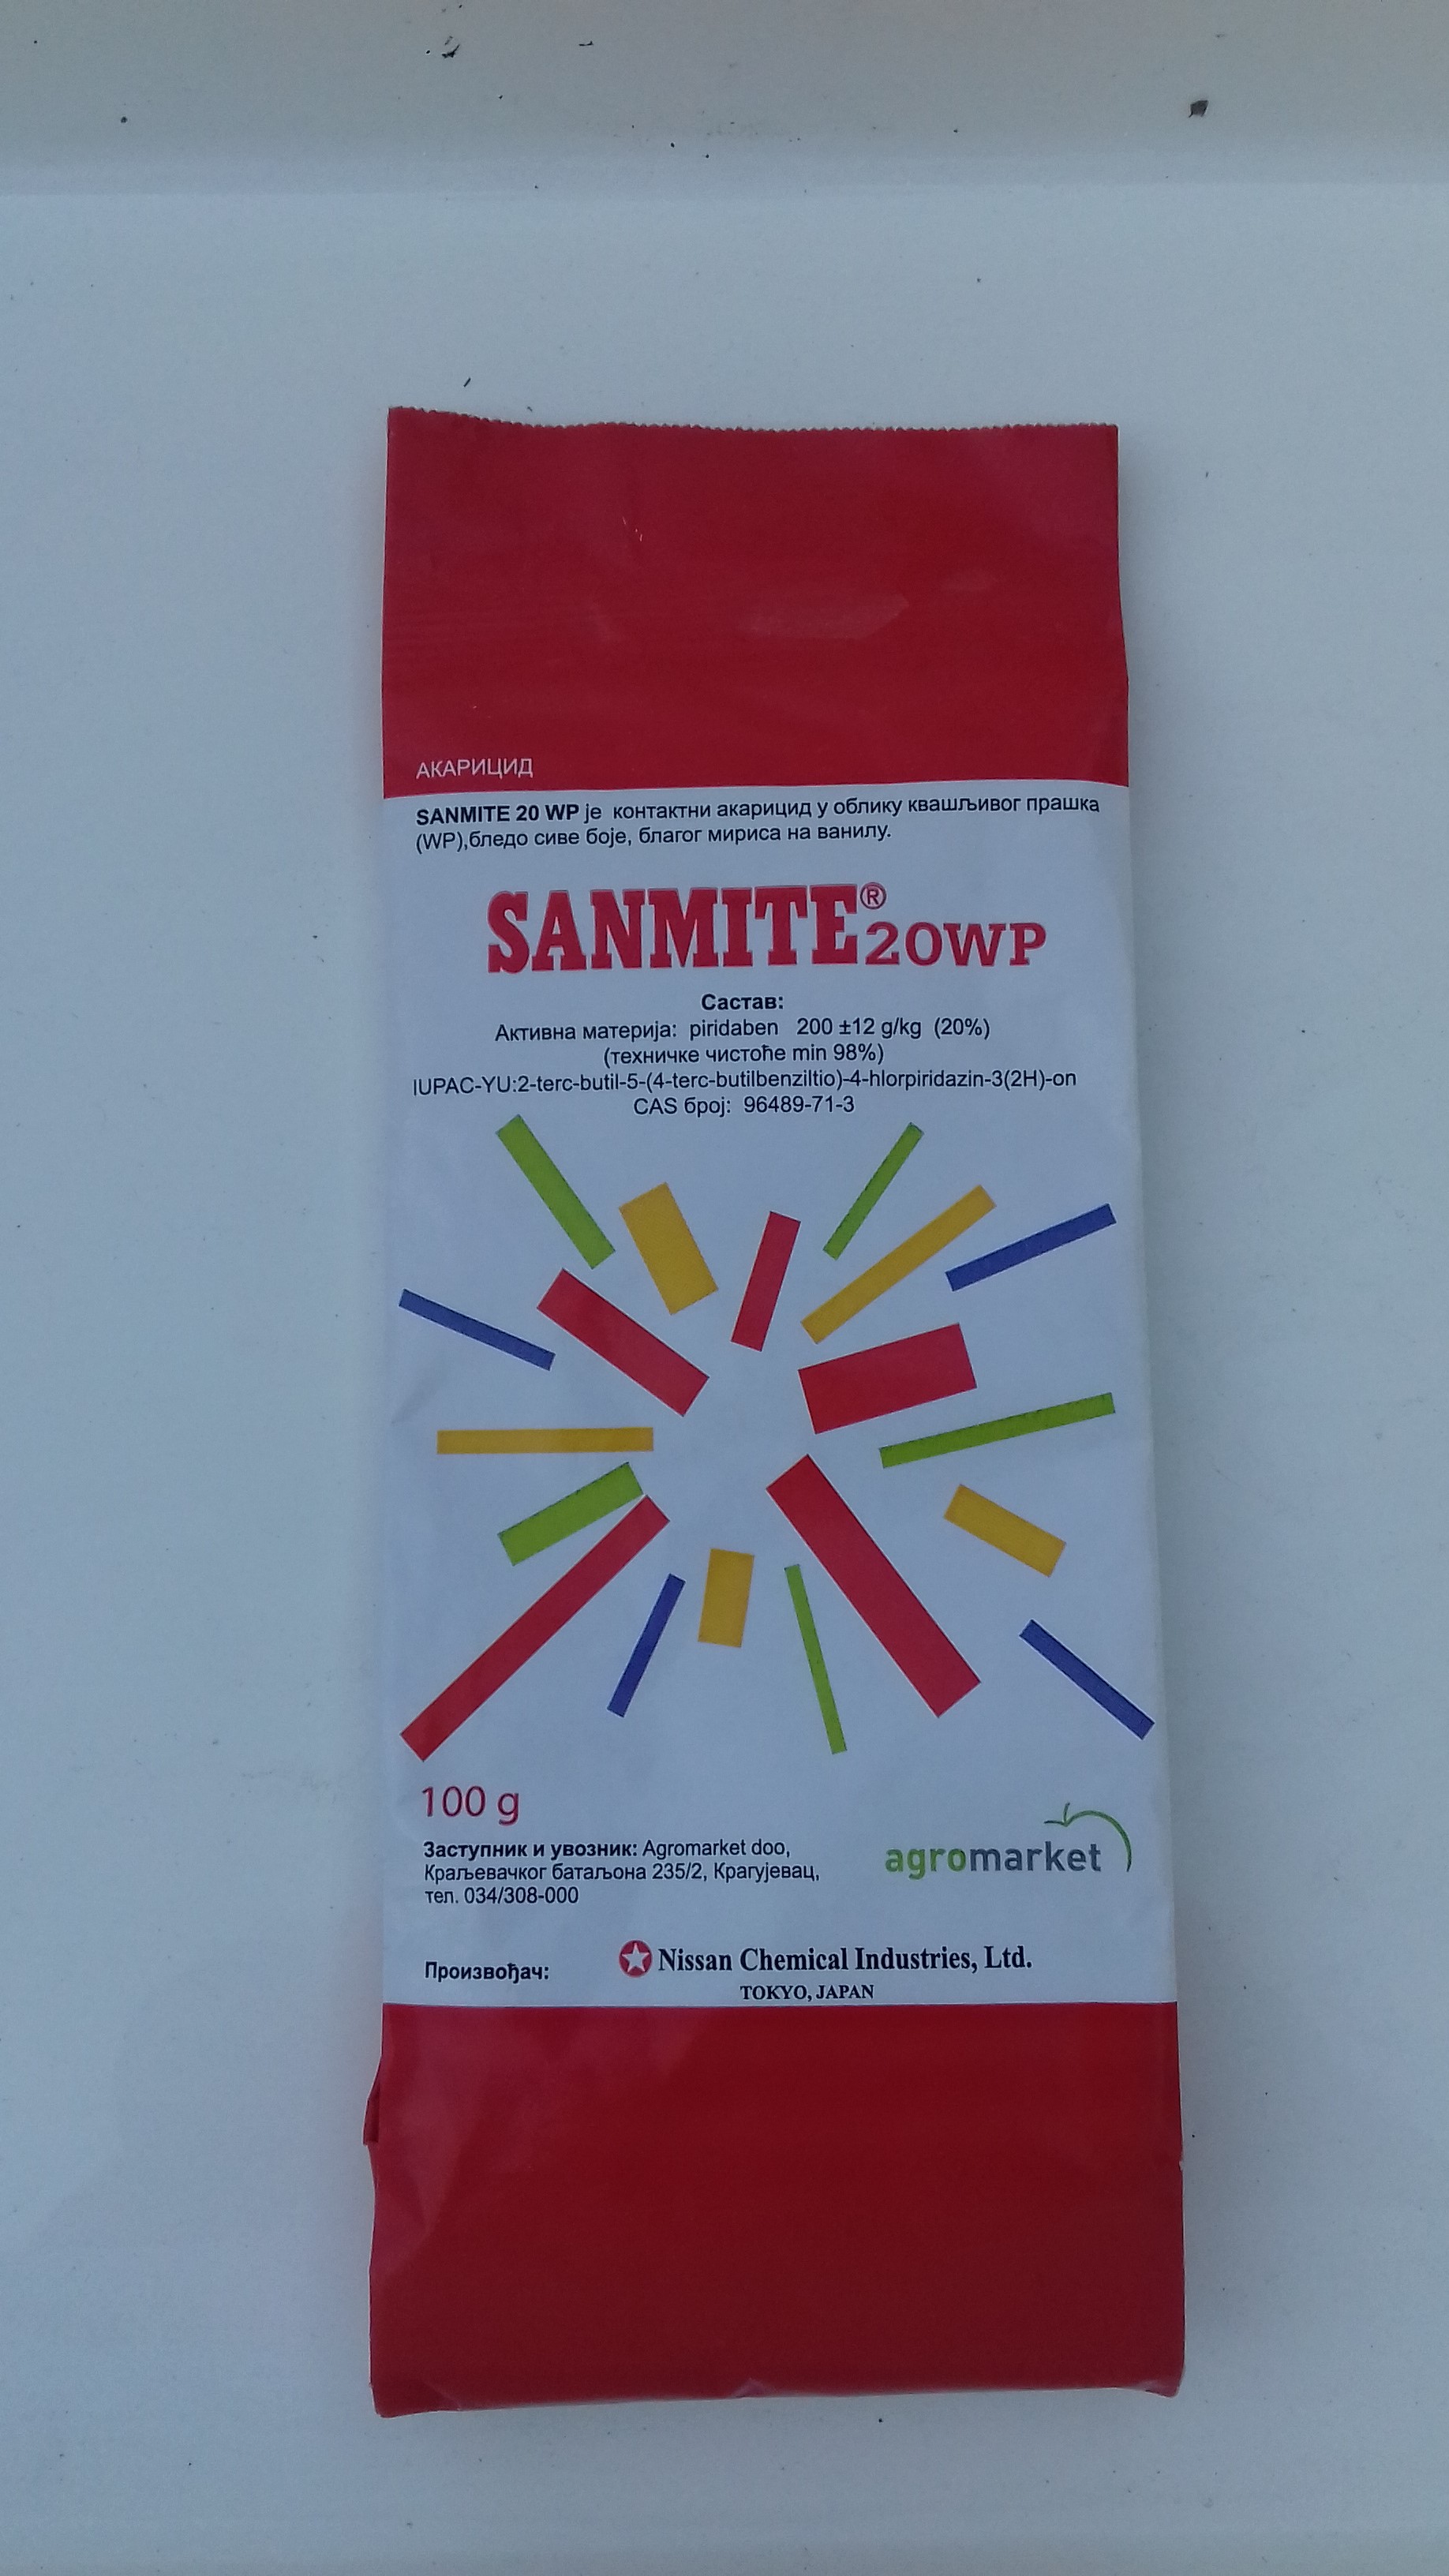 АКАРИЦИД
SANMITE 20 WP је контактни акарицид у облику квашљивог прашка
(WP),бледо сиве боје, благог мириса на ванилу.
SANMITE® 20WP
Састав:
Активна материја: piridaben 200 ±12 g/kg (20%)
(техничке чистоће min 98%)
IUPAC-YU:2-terc-butil-5-(4-terc-butilbenziltio)-4-hlorpiridazin-3(2H)-on
CAS број: 96489-71-3
100 g
Заступник и увозник: Agromarket doo,
Краљевачког батаљона 235/2, Крагујевац,
тел. 034/308-000
agromarket
Произвођач:
Nissan Chemical Industries, Ltd.
TOKYO, JAPAN